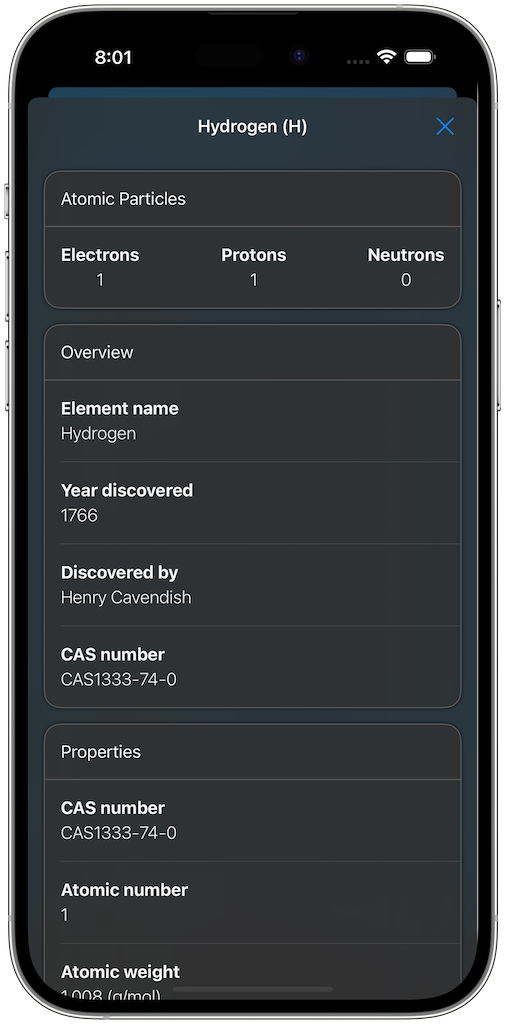 8:01
Hydrogen (H)
Atomic Particles
Electrons Protons Neutrons
1 1 0
Overview
Element name
Hydrogen
Year discovered
1766
Discovered by
Henry Cavendish
CAS number
CAS1333-74-0
Properties
CAS number
CAS1333-74-0
Atomic number
1
Atomic weight
1.008 (g/mol)